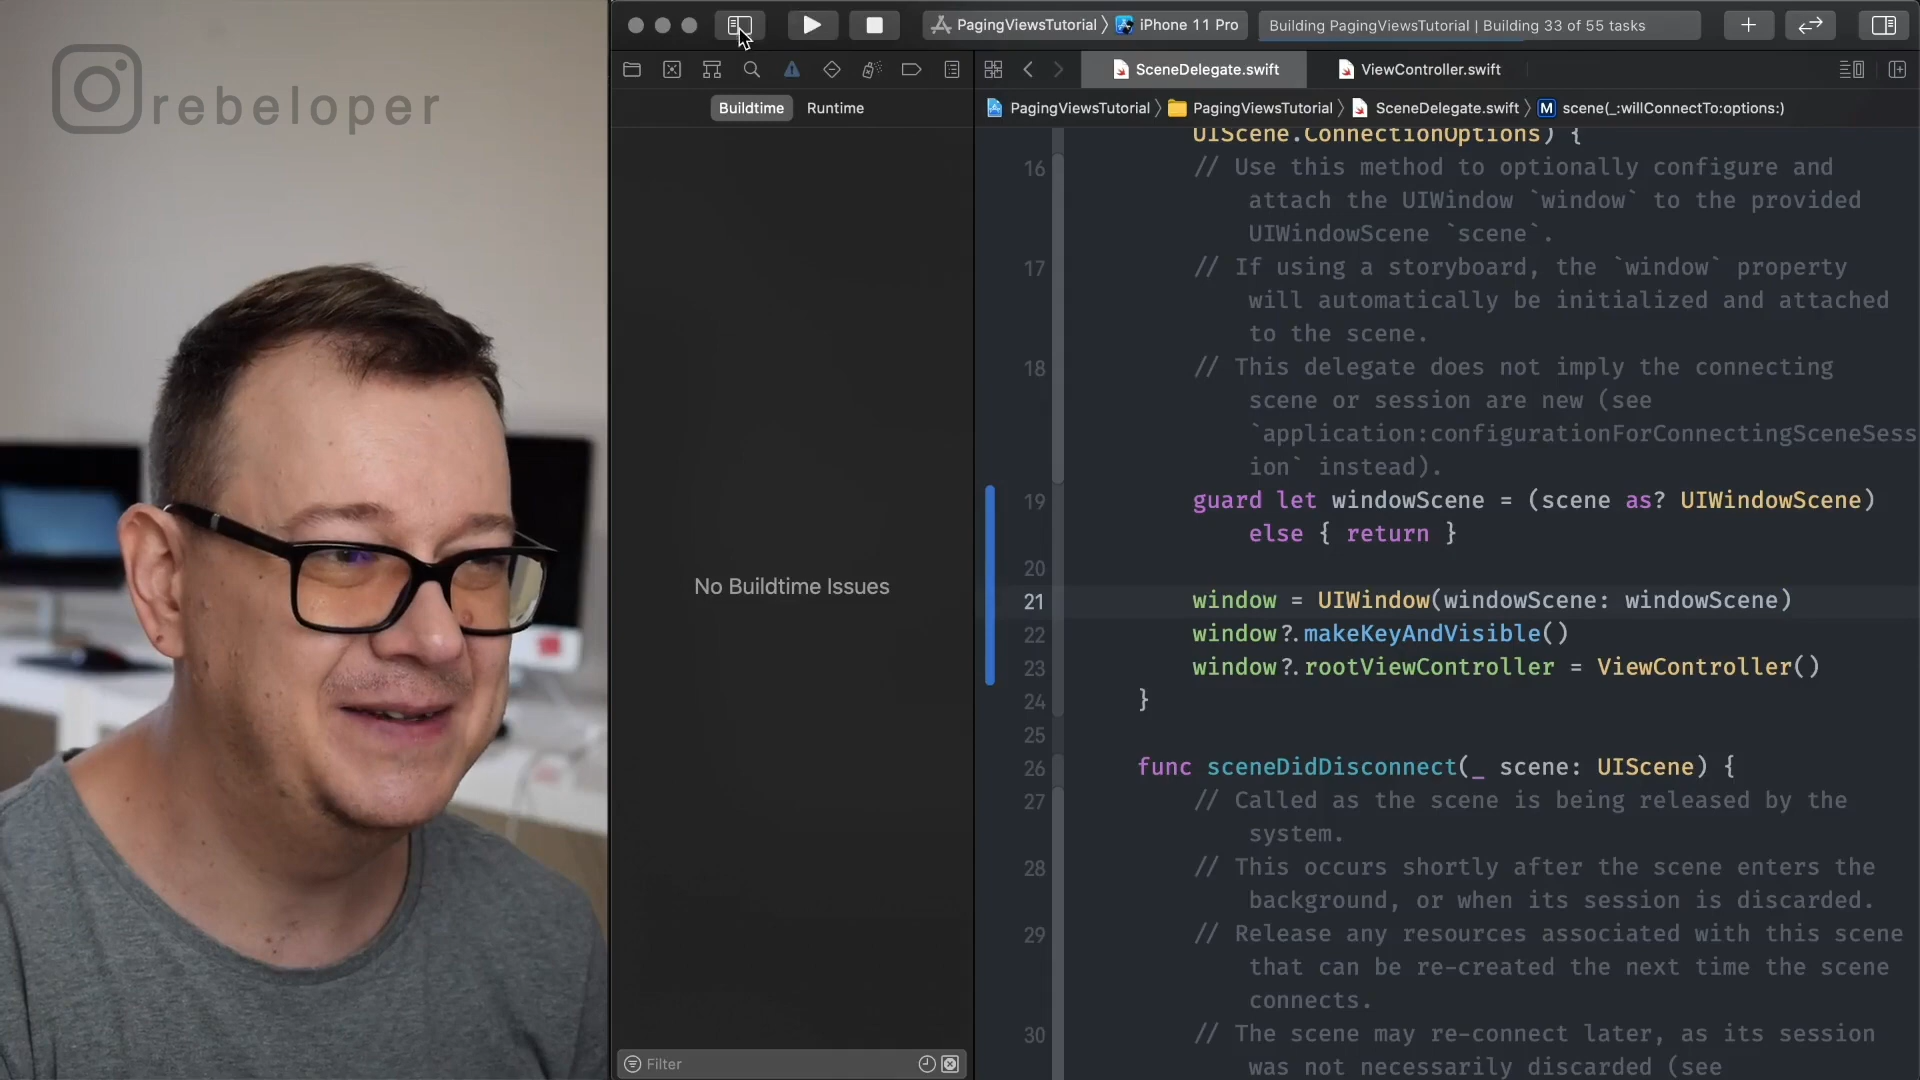 rebeloper
PagingViewsTutorial 〉 iPhone 11 Pro
Building PagingViewsTutorial | Building 33 of 55 tasks
SceneDelegate.swift
ViewController.swift
Buildtime
Runtime
PagingViewsTutorial 〉 PagingViewsTutorial 〉 SceneDelegate.swift 〉 M scene(_:willConnectTo:options:)
UIScene.ConnectionOptions) {
16 // Use this method to optionally configure and
attach the UIWindow `window` to the provided
UIWindowScene `scene`.
17 // If using a storyboard, the `window` property
will automatically be initialized and attached
to the scene.
18 // This delegate does not imply the connecting
scene or session are new (see
`application:configurationForConnectingSceneSess
ion` instead).
19 guard let windowScene = (scene as? UIWindowScene)
else { return }
20
21 window = UIWindow(windowScene: windowScene)
22 window?.makeKeyAndVisible()
23 window?.rootViewController = ViewController()
24 }
25
26 func sceneDidDisconnect(_ scene: UIScene) {
27 // Called as the scene is being released by the
system.
28 // This occurs shortly after the scene enters the
background, or when its session is discarded.
29 // Release any resources associated with this scene
that can be re-created the next time the scene
connects.
30 // The scene may re-connect later, as its session
was not necessarily discarded (see
No Buildtime Issues
Filter